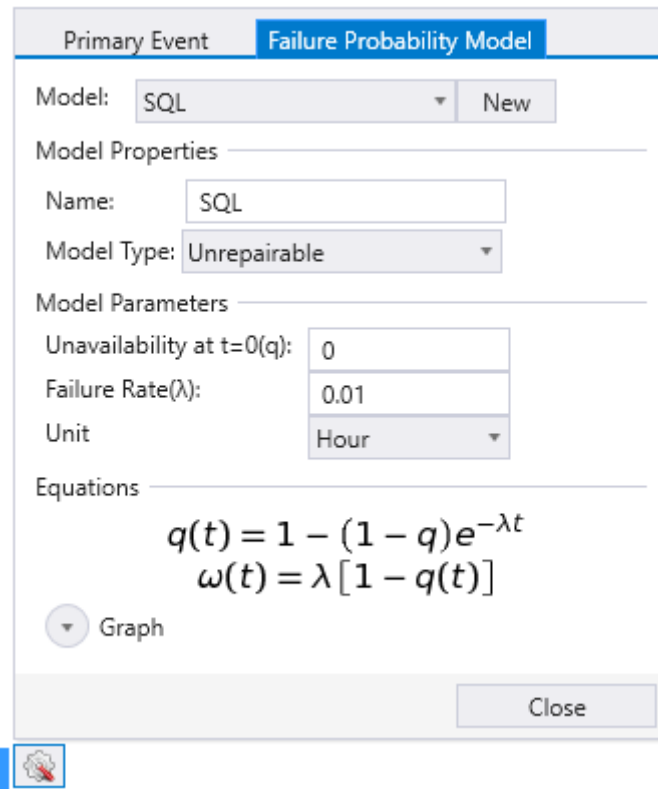 Primary Event Failure Probability Model
Model: SQL New
Model Properties
Name: SQL
Model Type: Unrepairable
Model Parameters
Unavailability at t=0(q): 0
Failure Rate(λ): 0.01
Unit Hour
Equations
q(t) = 1 − (1 − q)e^{−λt}
ω(t) = λ[1 − q(t)]
Graph
Close